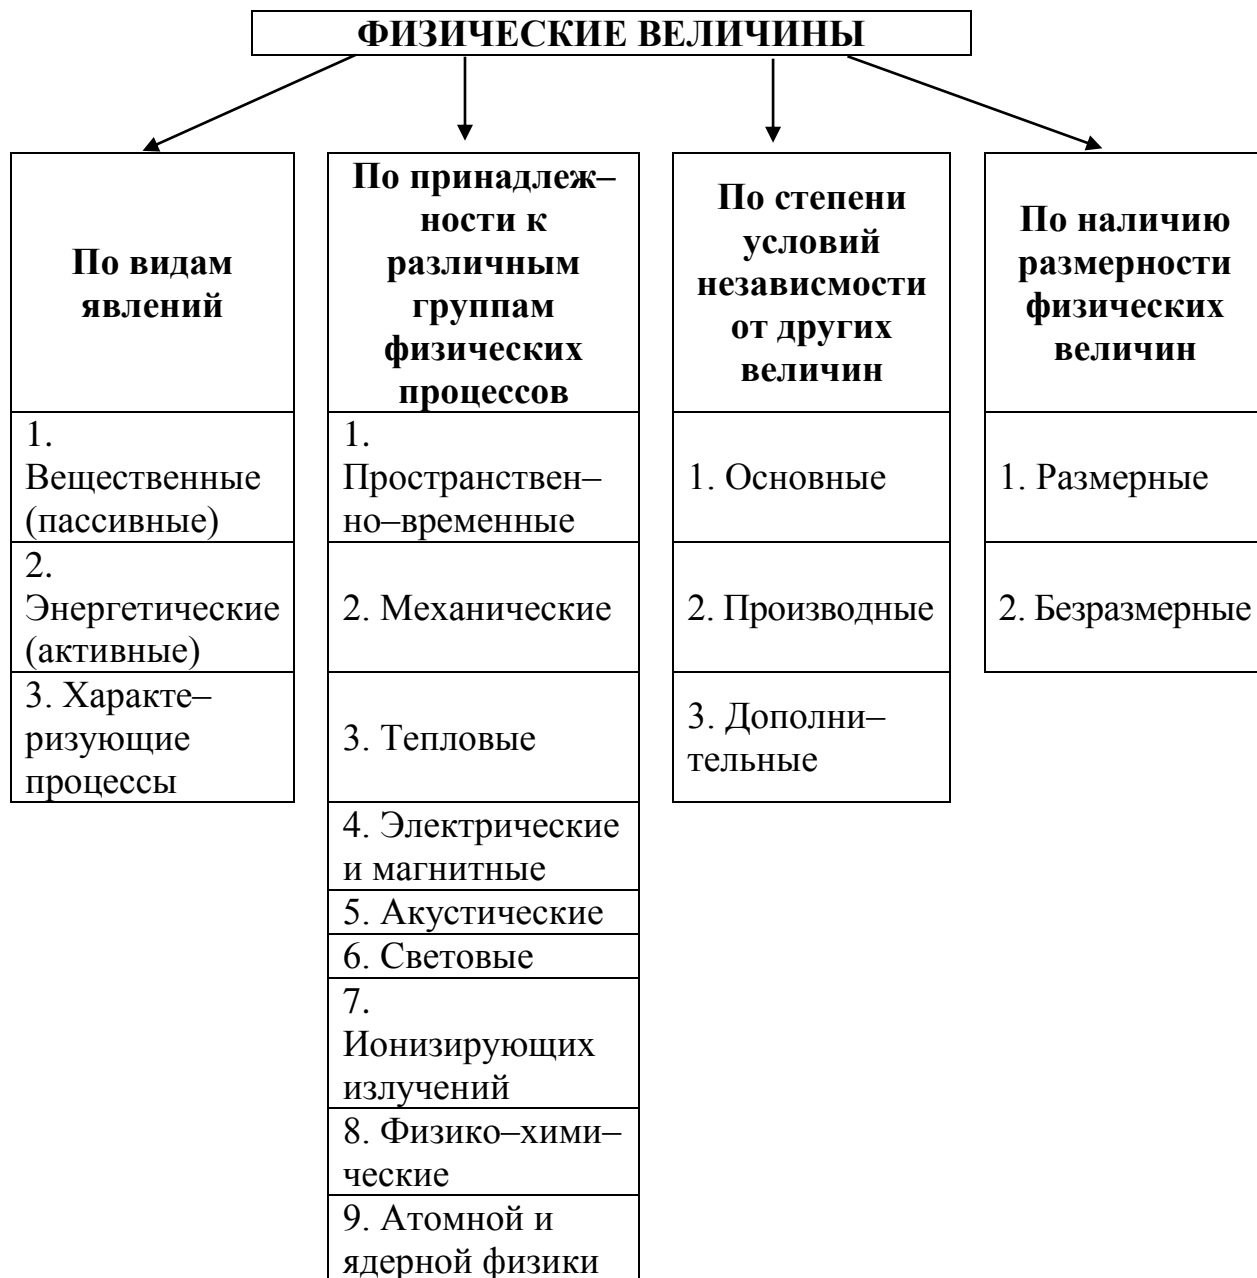 ФИЗИЧЕСКИЕ ВЕЛИЧИНЫ
По видам
явлений
1.
Вещественные
(пассивные)
2.
Энергетические
(активные)
3. Характе–
ризующие
процессы
По принадлеж–
ности к
различным
группам
физических
процессов
1.
Пространствен–
но–временные
2. Механические
3. Тепловые
4. Электрические
и магнитные
5. Акустические
6. Световые
7.
Ионизирующих
излучений
8. Физико–хими–
ческие
9. Атомной и
ядерной физики
По степени
условий
независмости
от других
величин
1. Основные
2. Производные
3. Дополни–
тельные
По наличию
размерности
физических
величин
1. Размерные
2. Безразмерные